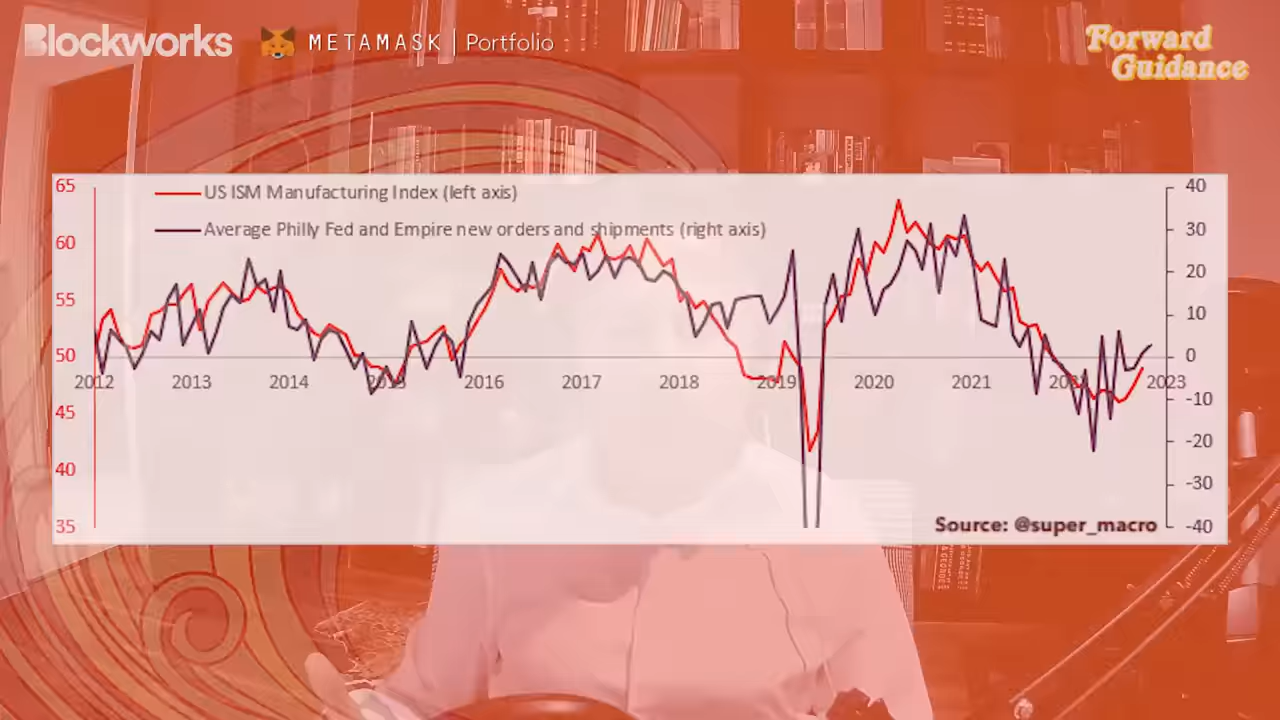 Blockworks
METAMASK | Portfolio
Forward
Guidance
65
60
55
50
45
40
35
US ISM Manufacturing Index (left axis)
Average Philly Fed and Empire new orders and shipments (right axis)
40
30
20
10
0
-10
-20
-30
-40
2012 2013 2014 2015 2016 2017 2018 2019 2020 2021 2022 2023
Source: @super_macro